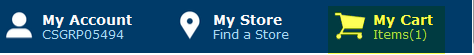 My Account
CSGRP05494
My Store
Find a Store
My Cart
Items(1)